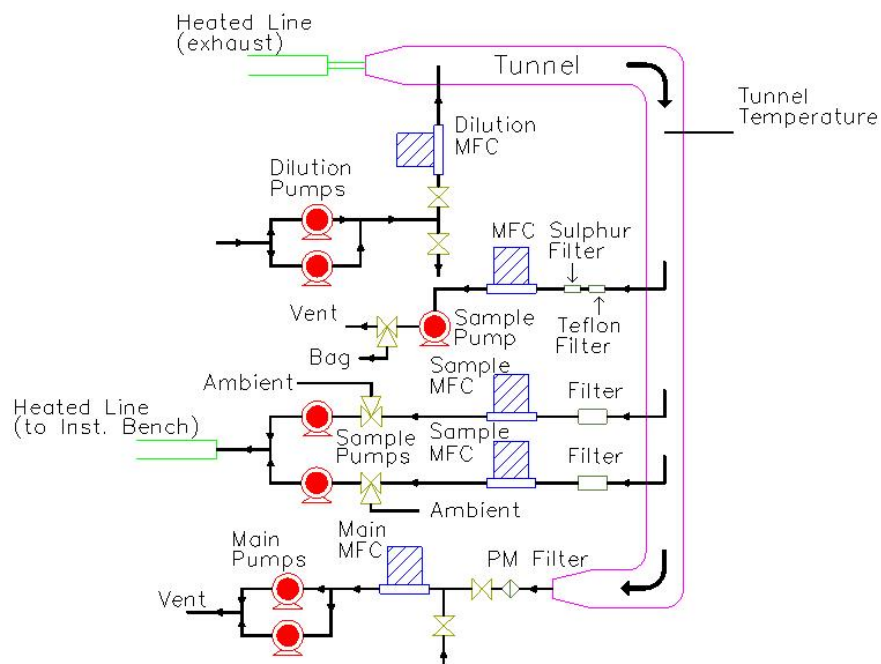 Heated Line
(exhaust)
Tunnel
Tunnel
Temperature
Dilution
MFC
Dilution
Pumps
MFC
Sulphur
Filter
Vent
Sample
Pump
Teflon
Filter
Bag
Ambient
Sample
MFC
Filter
Heated Line
(to Inst. Bench)
Sample
Pumps
Sample
MFC
Filter
Ambient
Main
MFC
Main
Pumps
PM Filter
Vent